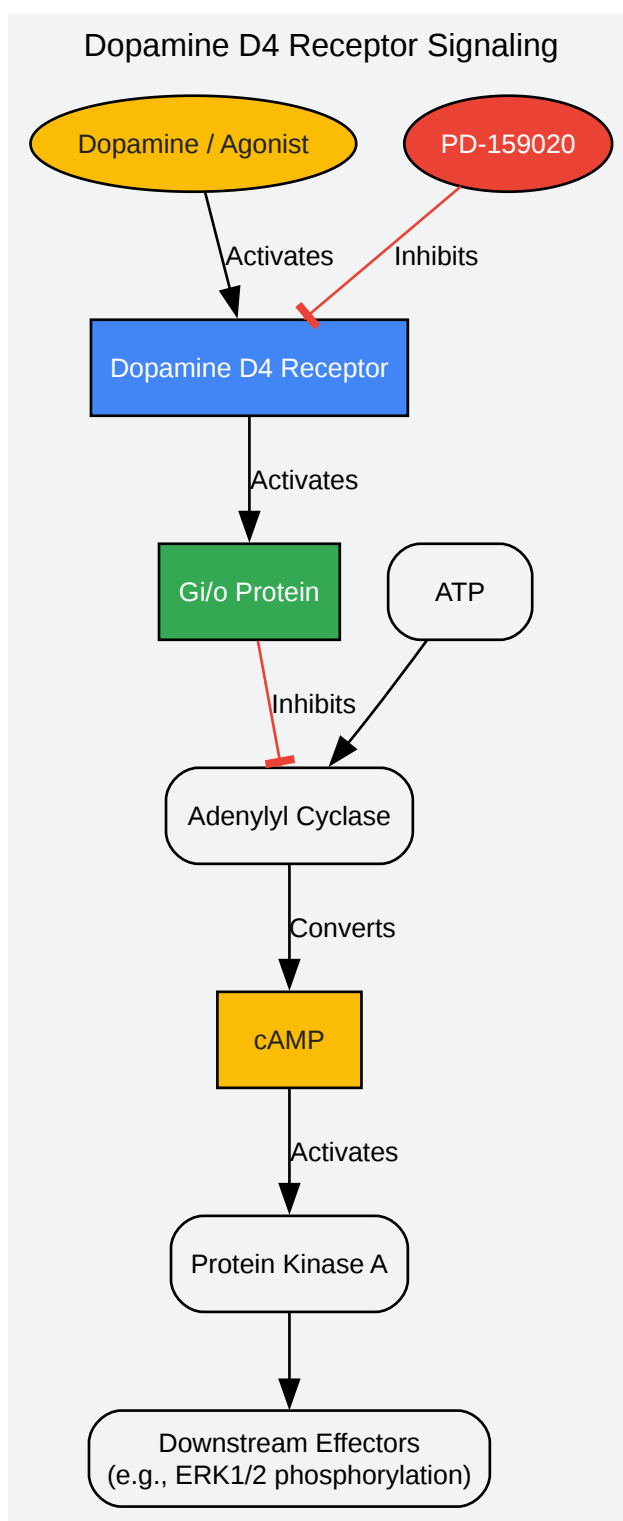 Dopamine D4 Receptor Signaling
Dopamine / Agonist
PD-159020
Activates
Inhibits
Dopamine D4 Receptor
Activates
Gi/o Protein
ATP
Inhibits
Adenylyl Cyclase
Converts
cAMP
Activates
Protein Kinase A
Downstream Effectors
(e.g., ERK1/2 phosphorylation)